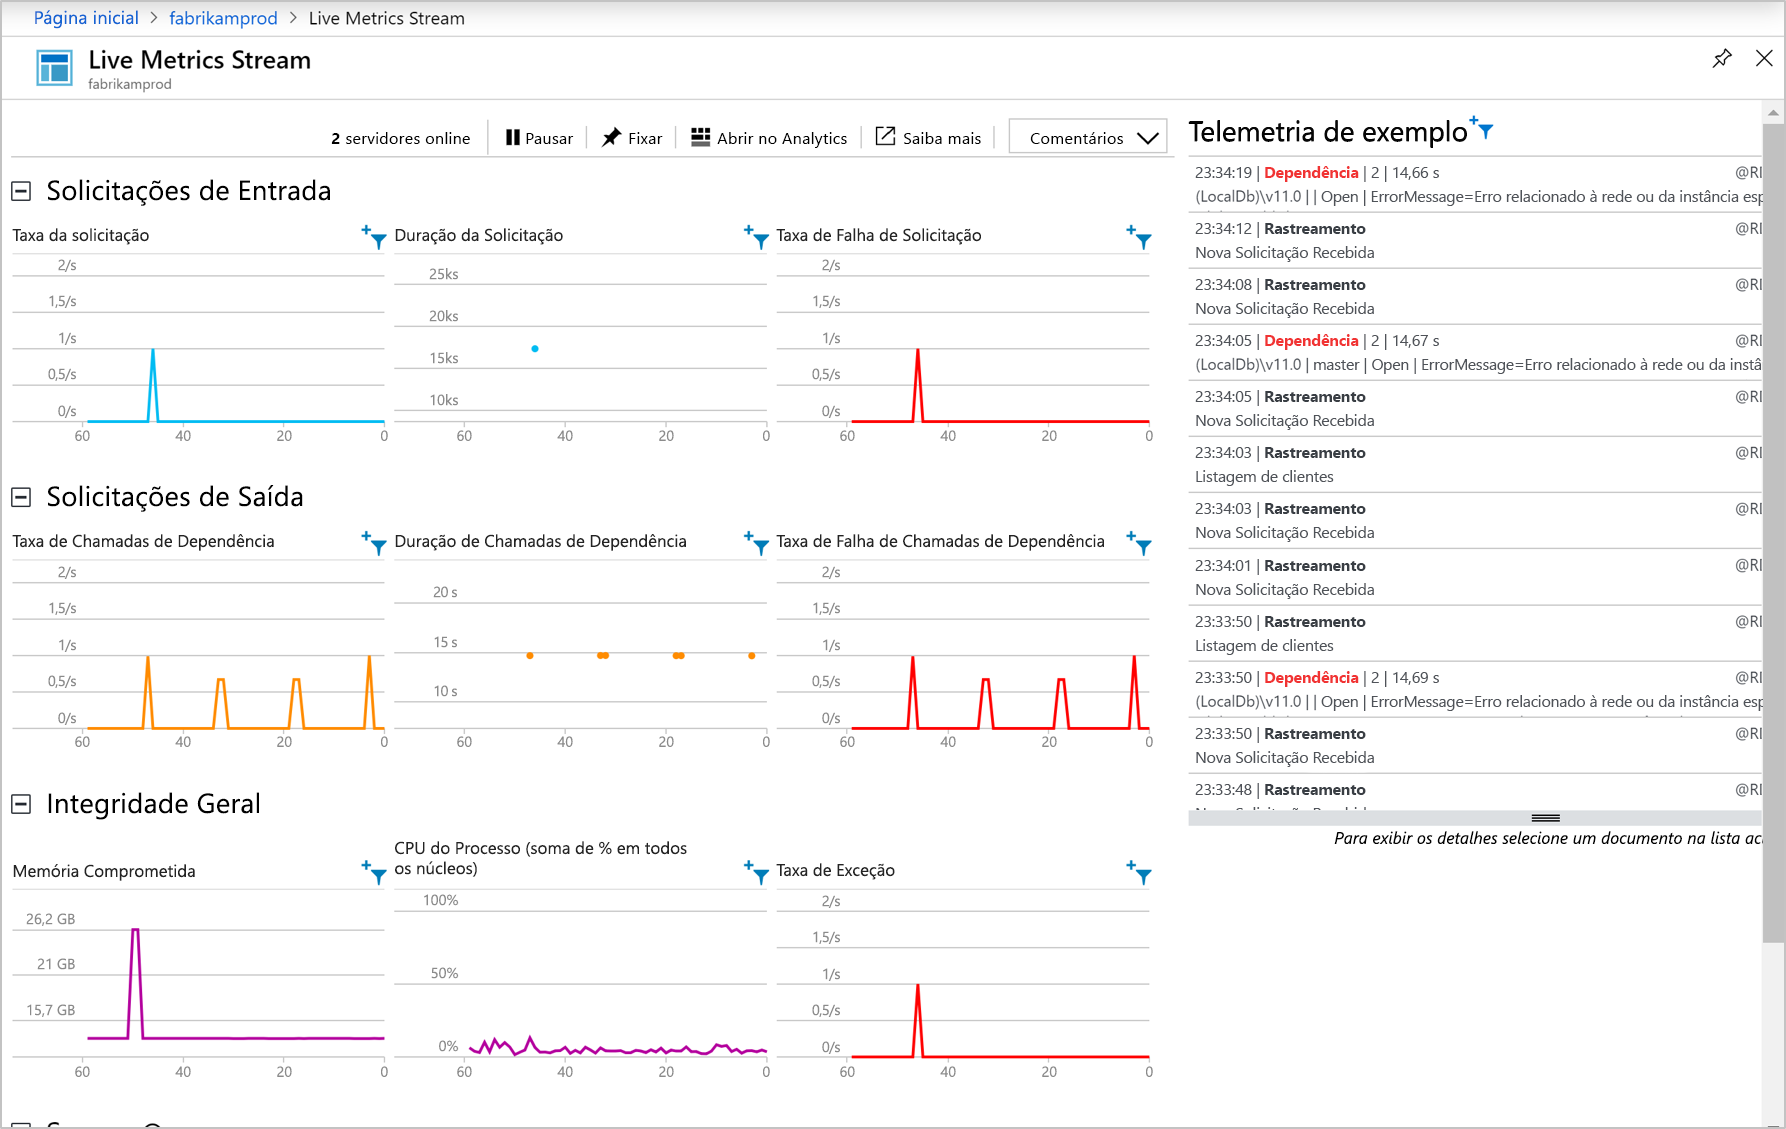 Página inicial > fabrikamprod > Live Metrics Stream
Live Metrics Stream
fabrikamprod
2 servidores online
Pausar
Fixar
Abrir no Analytics
Saiba mais
Comentários
Solicitações de Entrada
Taxa da solicitação
2/s
1,5/s
1/s
0,5/s
0/s
60 40 20 0
Duração da Solicitação
25ks
20ks
15ks
10ks
60 40 20 0
Taxa de Falha de Solicitação
2/s
1,5/s
1/s
0,5/s
0/s
60 40 20 0
Solicitações de Saída
Taxa de Chamadas de Dependência
2/s
1,5/s
1/s
0,5/s
0/s
60 40 20 0
Duração de Chamadas de Dependência
20 s
15 s
10 s
60 40 20 0
Taxa de Falha de Chamadas de Dependência
2/s
1,5/s
1/s
0,5/s
0/s
60 40 20 0
Integridade Geral
Memória Comprometida
26,2 GB
21 GB
15,7 GB
60 40 20 0
CPU do Processo (soma de % em todos
os núcleos)
100%
50%
0%
60 40 20 0
Taxa de Exceção
2/s
1,5/s
1/s
0,5/s
0/s
60 40 20 0
Telemetria de exemplo
23:34:19 | Dependência | 2 | 14,66 s @RI
(LocalDb)\v11.0 | | Open | ErrorMessage=Erro relacionado à rede ou da instância esp
23:34:12 | Rastreamento @RI
Nova Solicitação Recebida
23:34:08 | Rastreamento @RI
Nova Solicitação Recebida
23:34:05 | Dependência | 2 | 14,67 s @RI
(LocalDb)\v11.0 | master | Open | ErrorMessage=Erro relacionado à rede ou da instâ
23:34:05 | Rastreamento @RI
Nova Solicitação Recebida
23:34:03 | Rastreamento @RI
Listagem de clientes
23:34:03 | Rastreamento @RI
Nova Solicitação Recebida
23:34:01 | Rastreamento @RI
Nova Solicitação Recebida
23:33:50 | Rastreamento @RI
Listagem de clientes
23:33:50 | Dependência | 2 | 14,69 s @RI
(LocalDb)\v11.0 | | Open | ErrorMessage=Erro relacionado à rede ou da instância esp
23:33:50 | Rastreamento @RI
Nova Solicitação Recebida
23:33:48 | Rastreamento @RI
Para exibir os detalhes selecione um documento na lista ac